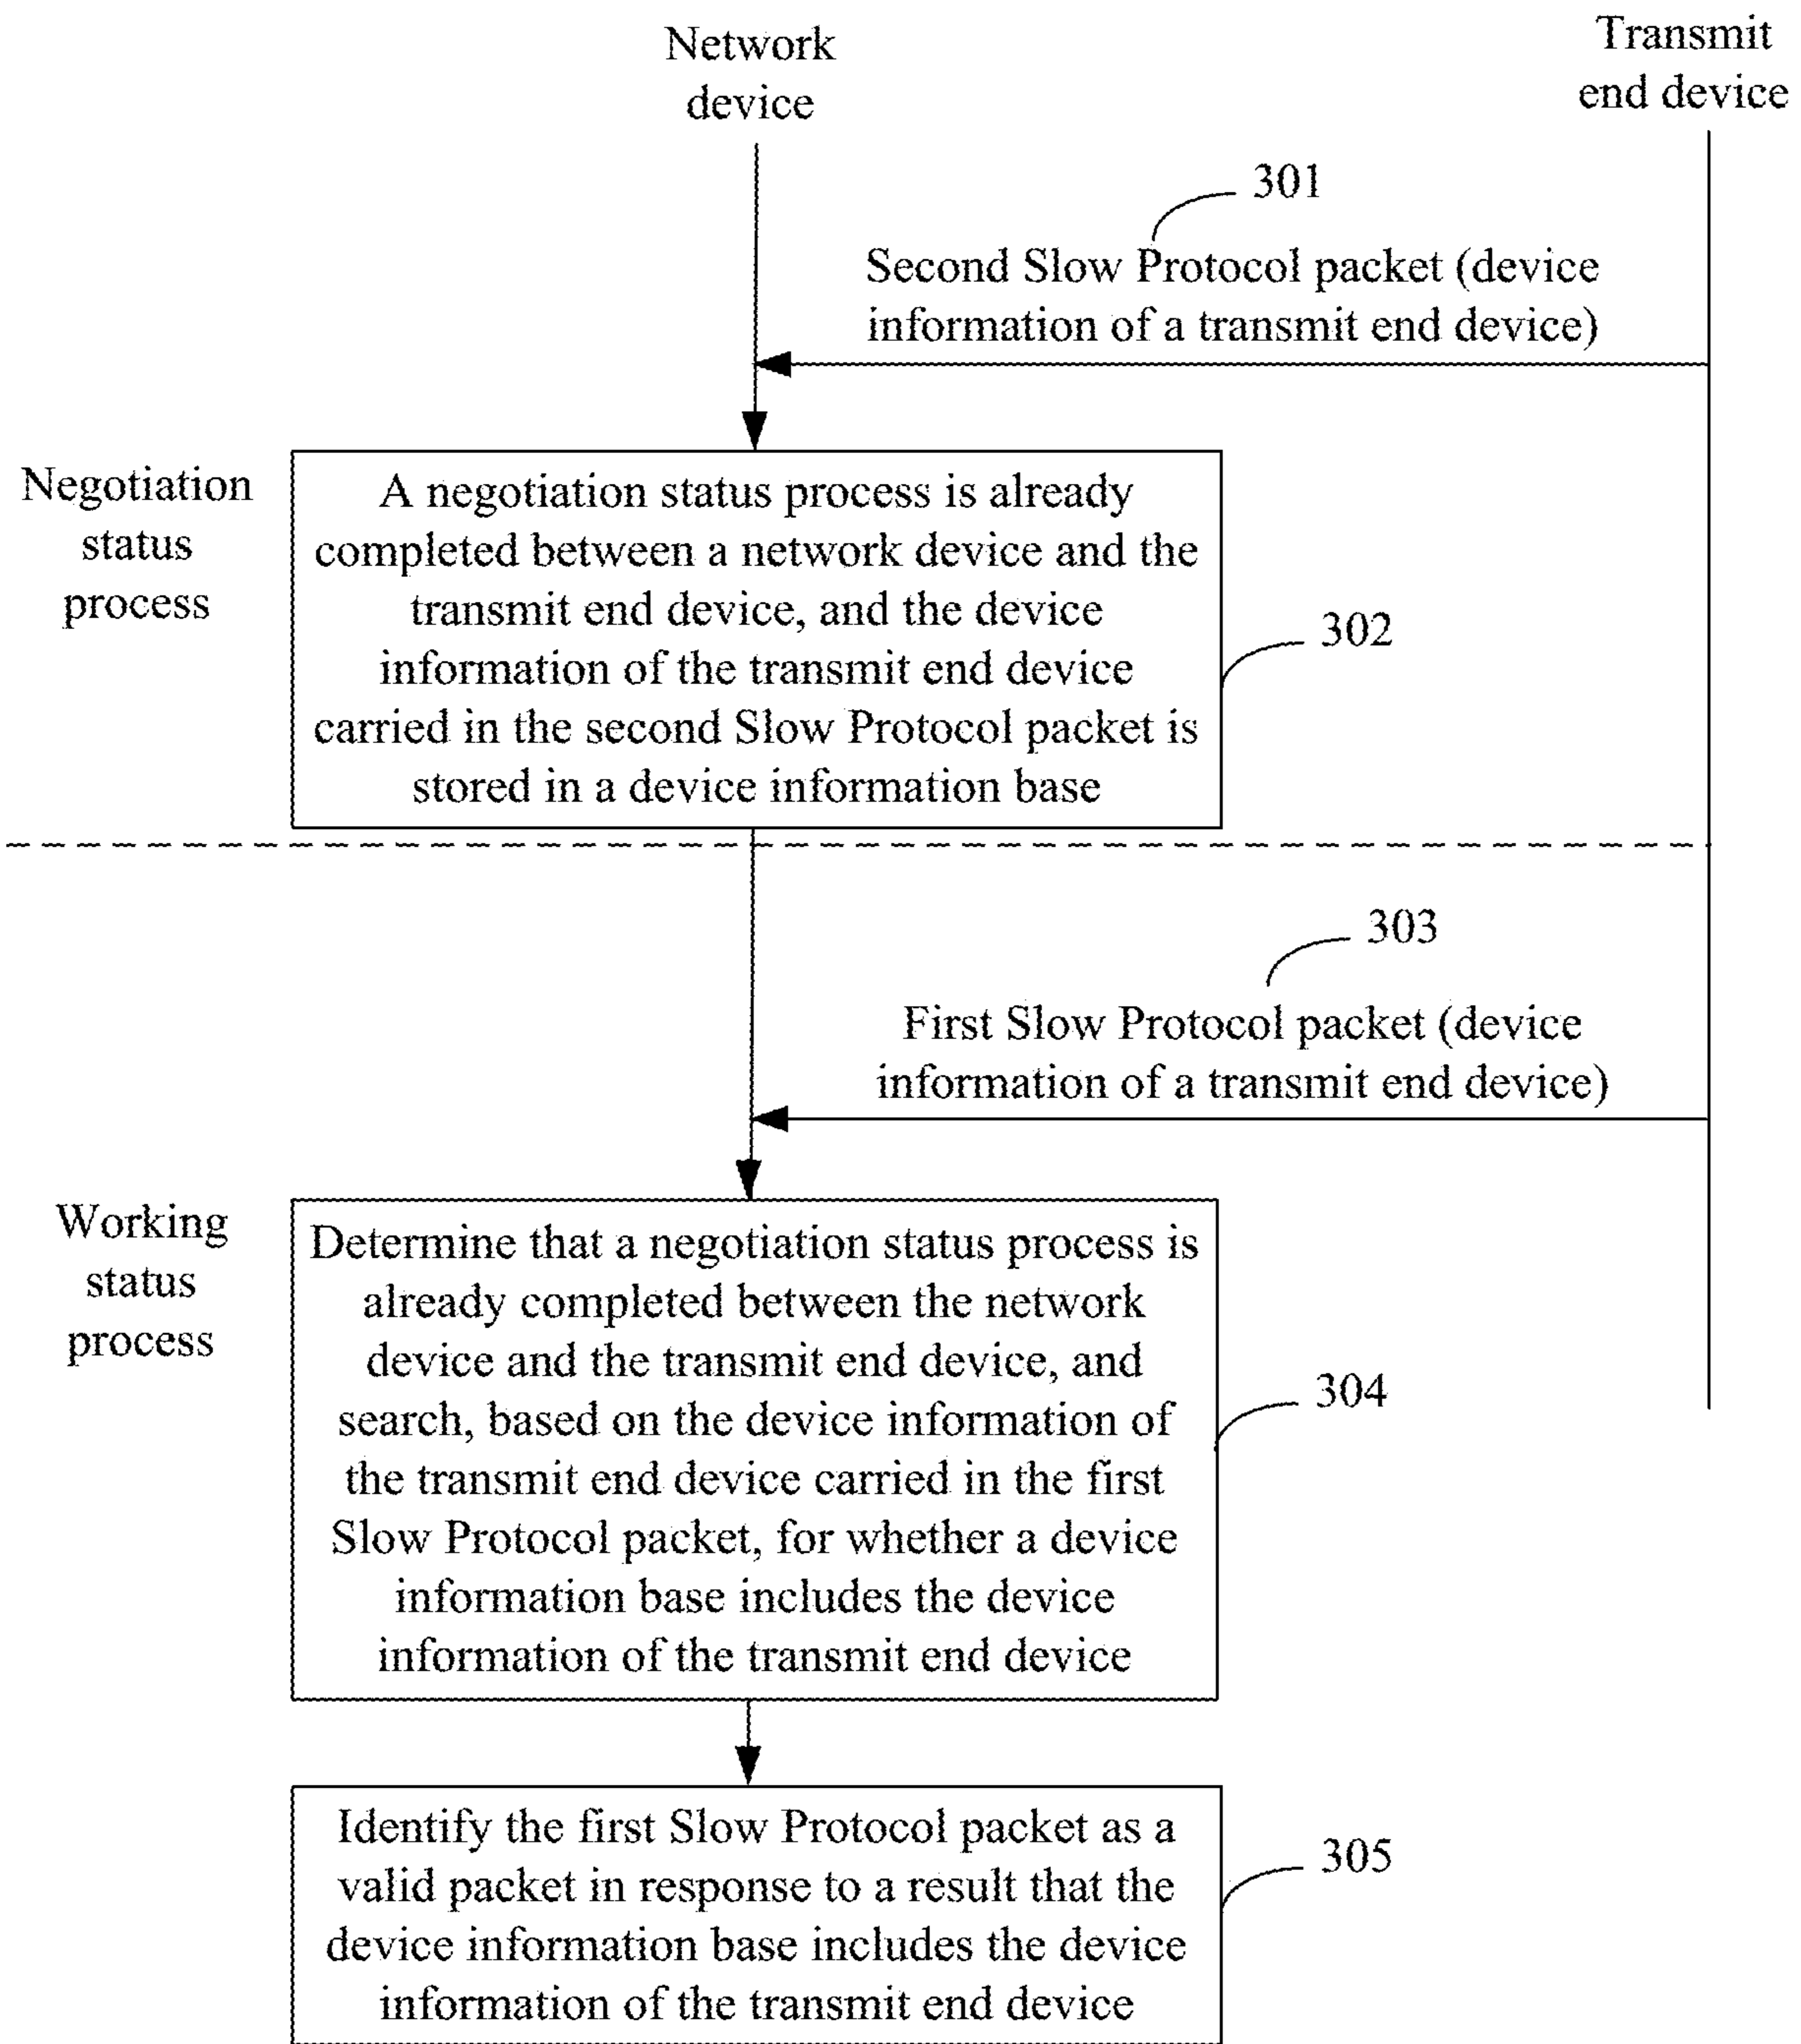 Network
device
Transmit
end device
301
Second Slow Protocol packet (device
information of a transmit end device)
Negotiation
status
process
A negotiation status process is already
completed between a network device and the
transmit end device, and the device
information of the transmit end device
carried in the second Slow Protocol packet is
stored in a device information base
302
303
First Slow Protocol packet (device
information of a transmit end device)
Working
status
process
Determine that a negotiation status process is
already completed between the network
device and the transmit end device, and
search, based on the device information of
the transmit end device carried in the first
Slow Protocol packet, for whether a device
information base includes the device
information of the transmit end device
304
Identify the first Slow Protocol packet as a
valid packet in response to a result that the
device information base includes the device
information of the transmit end device
305